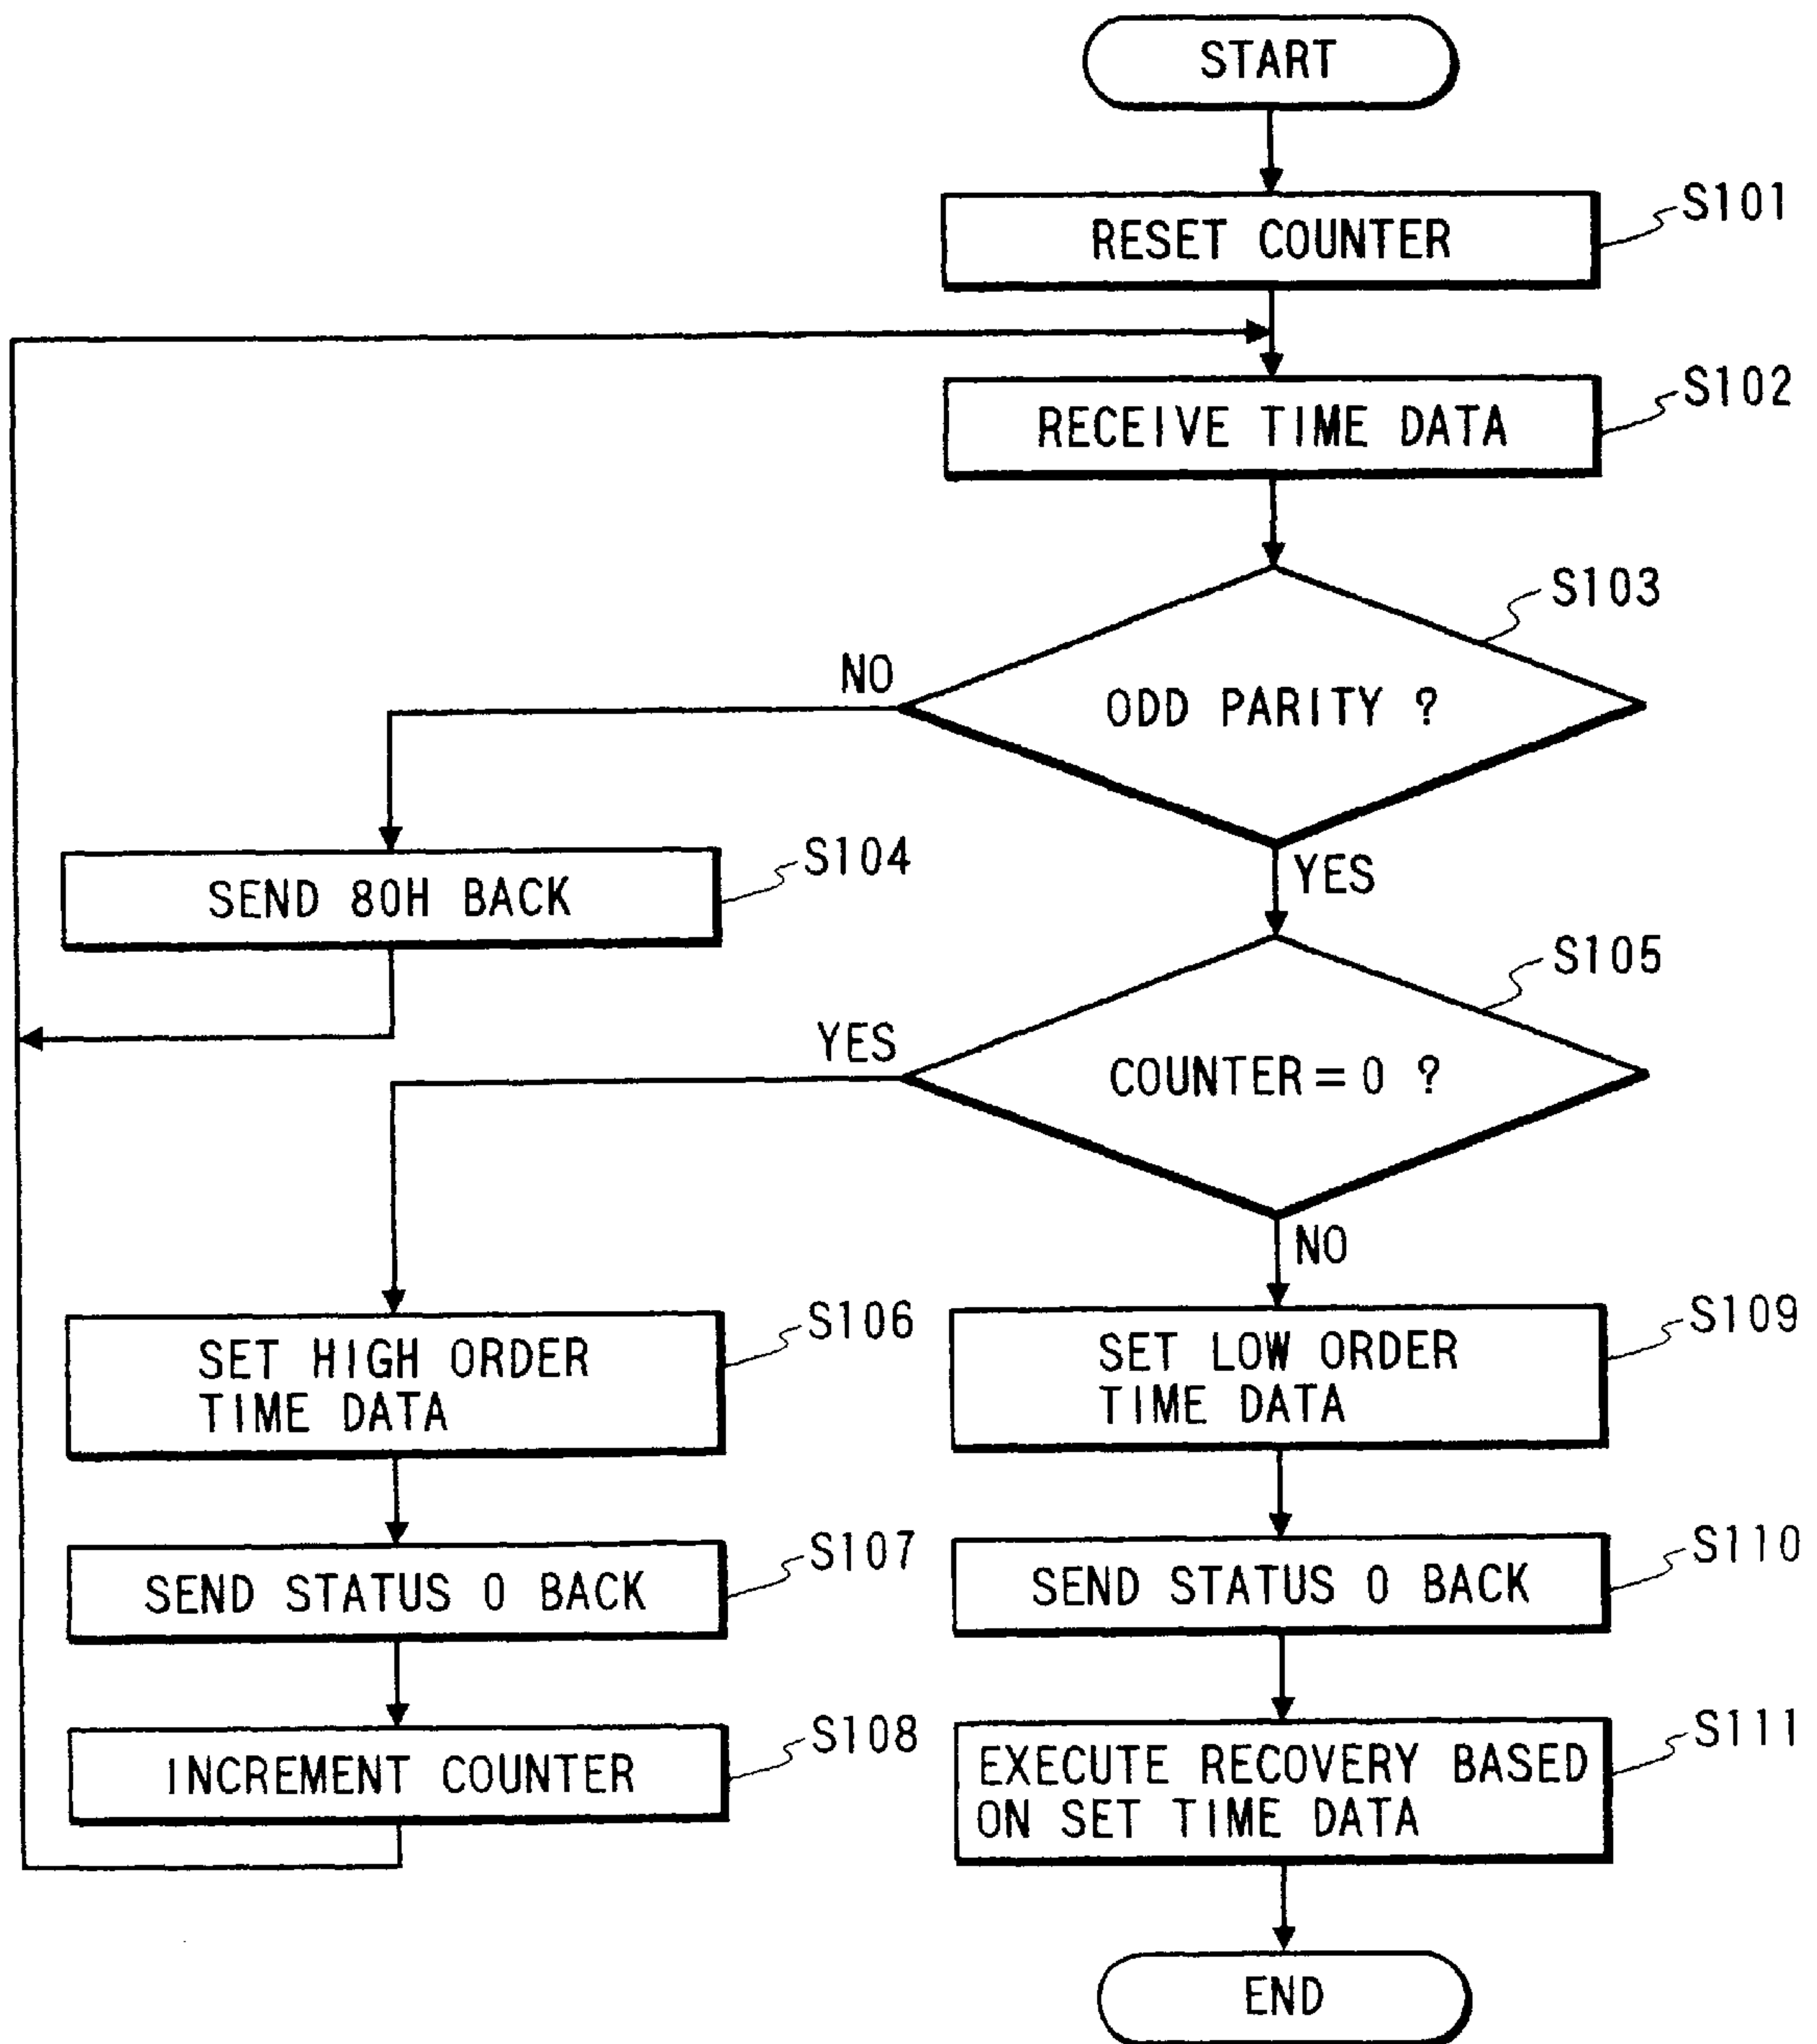 START
RESET COUNTER
S101
RECEIVE TIME DATA
S102
ODD PARITY ?
S103
NO
YES
SEND 80H BACK
S104
COUNTER = 0 ?
S105
YES
NO
SET HIGH ORDER
TIME DATA
S106
SEND STATUS 0 BACK
S107
INCREMENT COUNTER
S108
SET LOW ORDER
TIME DATA
S109
SEND STATUS 0 BACK
S110
EXECUTE RECOVERY BASED
ON SET TIME DATA
S111
END